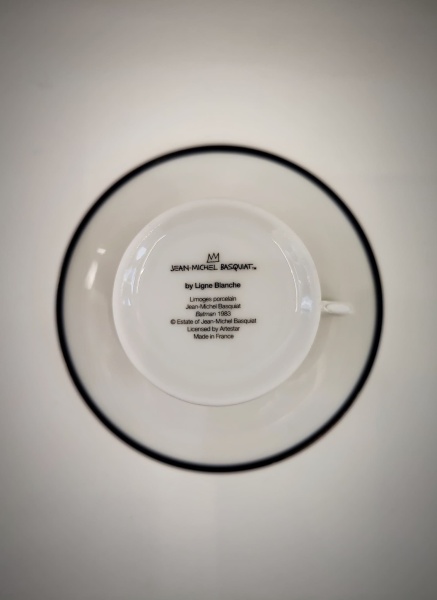 JEAN-MICHEL BASQUIAT™
by Ligne Blanche
Limoges porcelain
Jean-Michel Basquiat
Batman 1983
© Estate of Jean-Michel Basquiat
Licensed by Artestar
Made in France